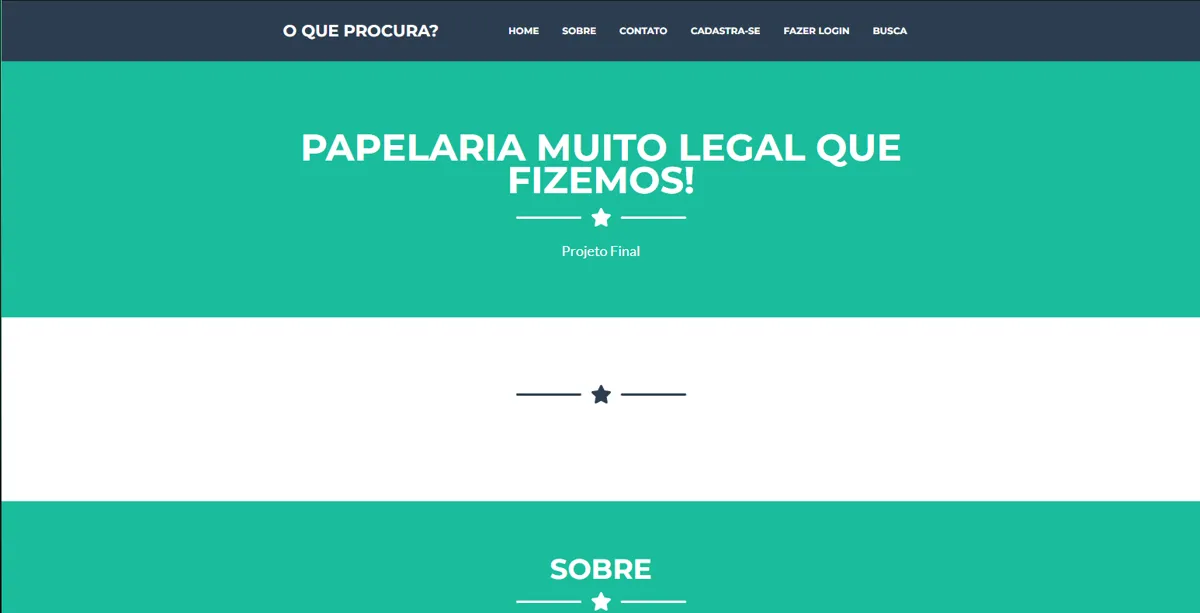 O QUE PROCURA?
HOME
SOBRE
CONTATO
CADASTRA-SE
FAZER LOGIN
BUSCA
PAPELARIA MUITO LEGAL QUE
FIZEMOS!
Projeto Final
SOBRE